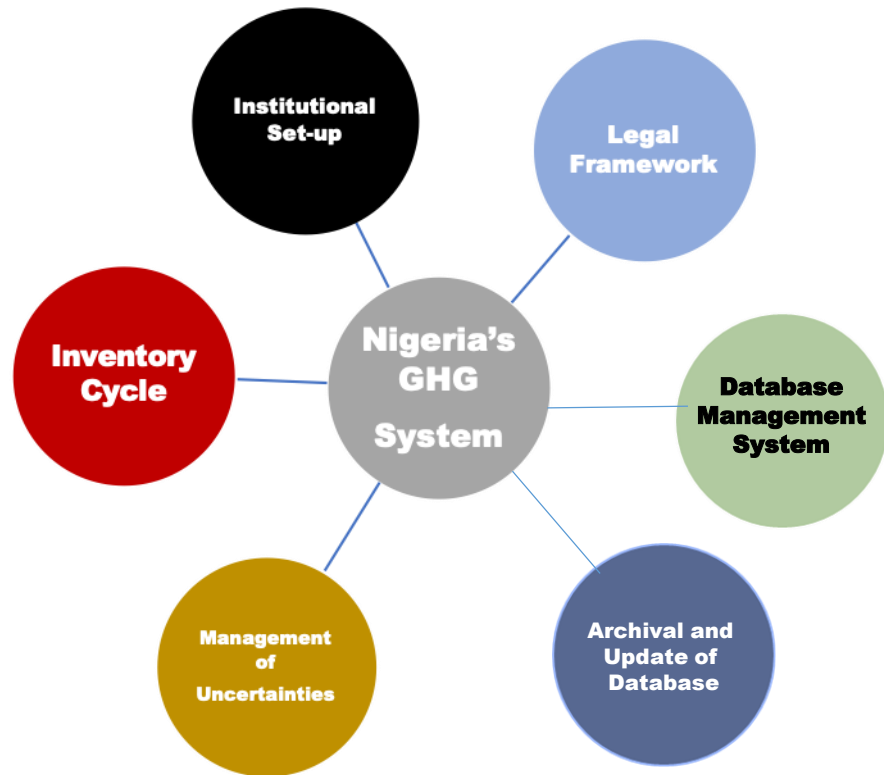 Institutional
Set-up
Legal
Framework
Nigeria's
GHG
System
Inventory
Cycle
Database
Management
System
Management
of
Uncertainties
Archival and
Update of
Database